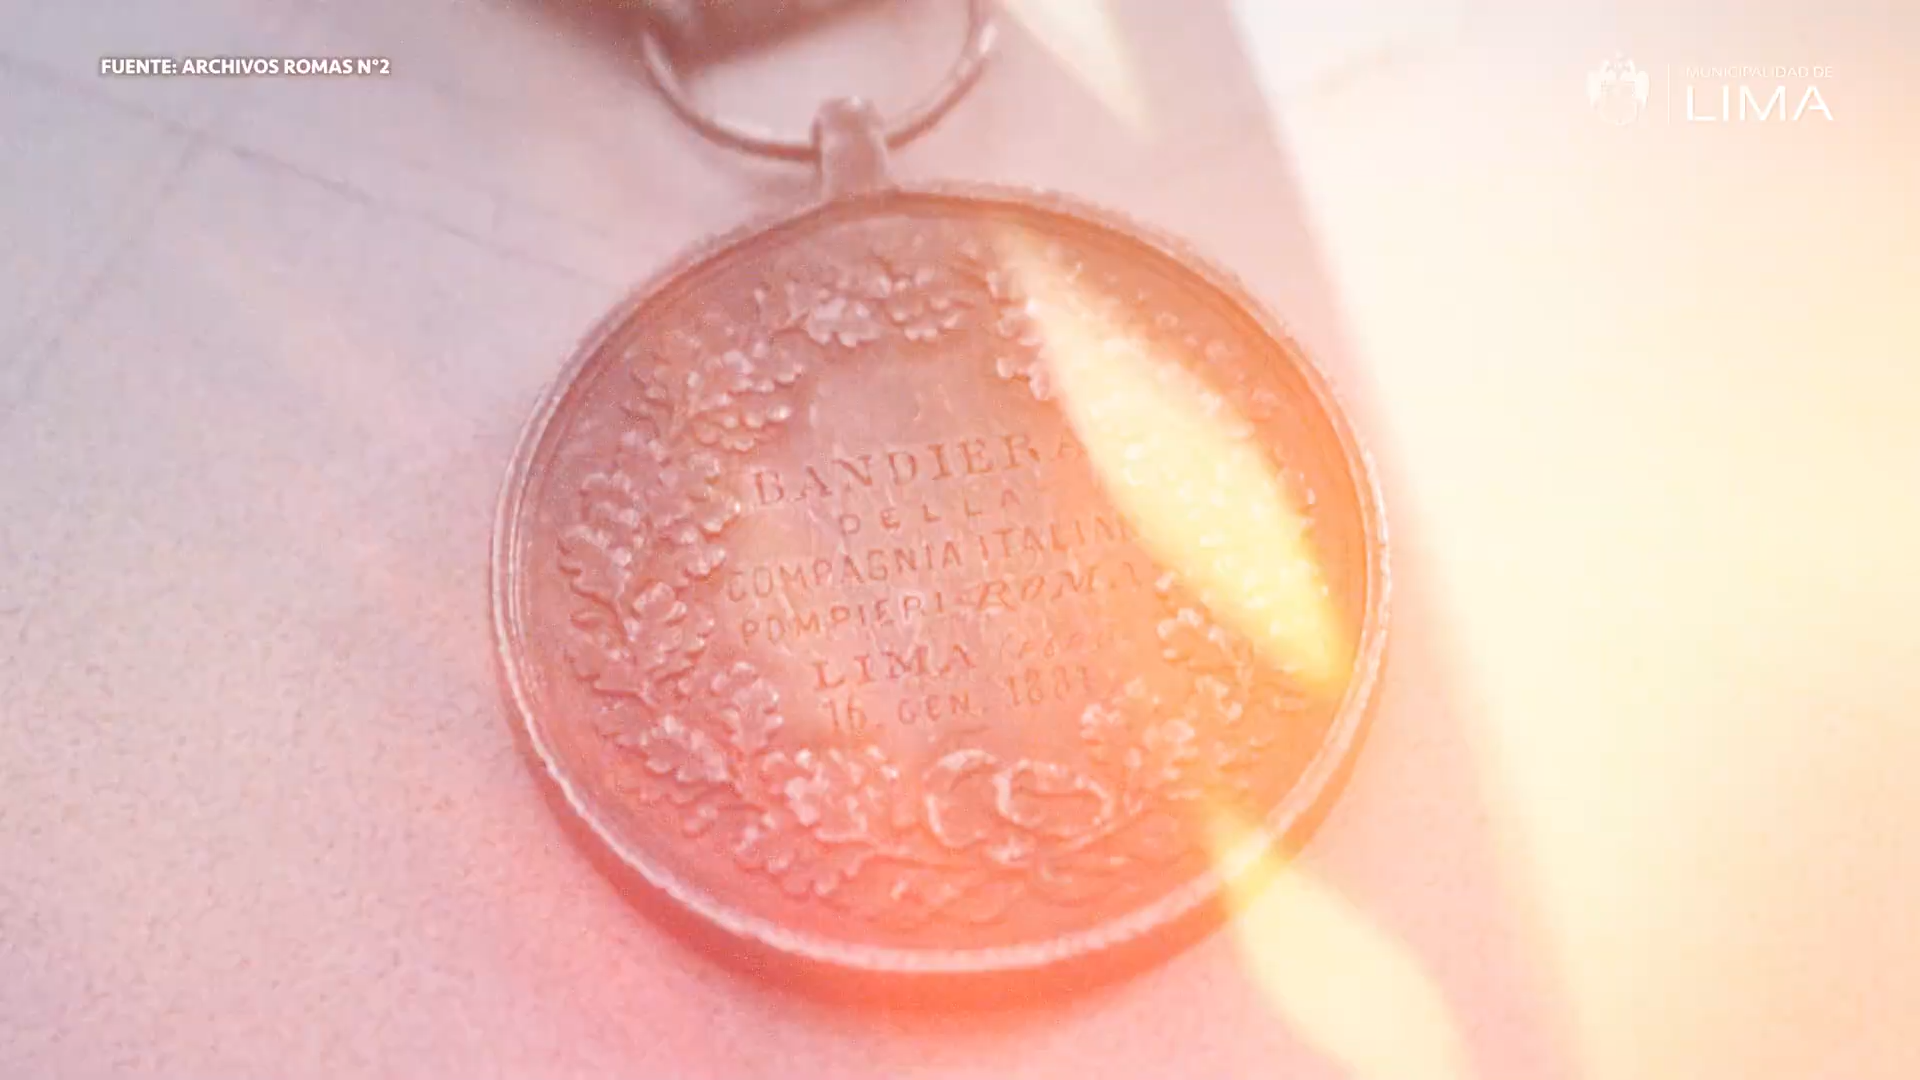 FUENTE: ARCHIVOS ROMAS N°2
MUNICIPALIDAD DE
LIMA
BANDIERA
DELLA
COMPAGNIA ITALIANA
POMPIERI ROMA
LIMA
16. GEN. 1881